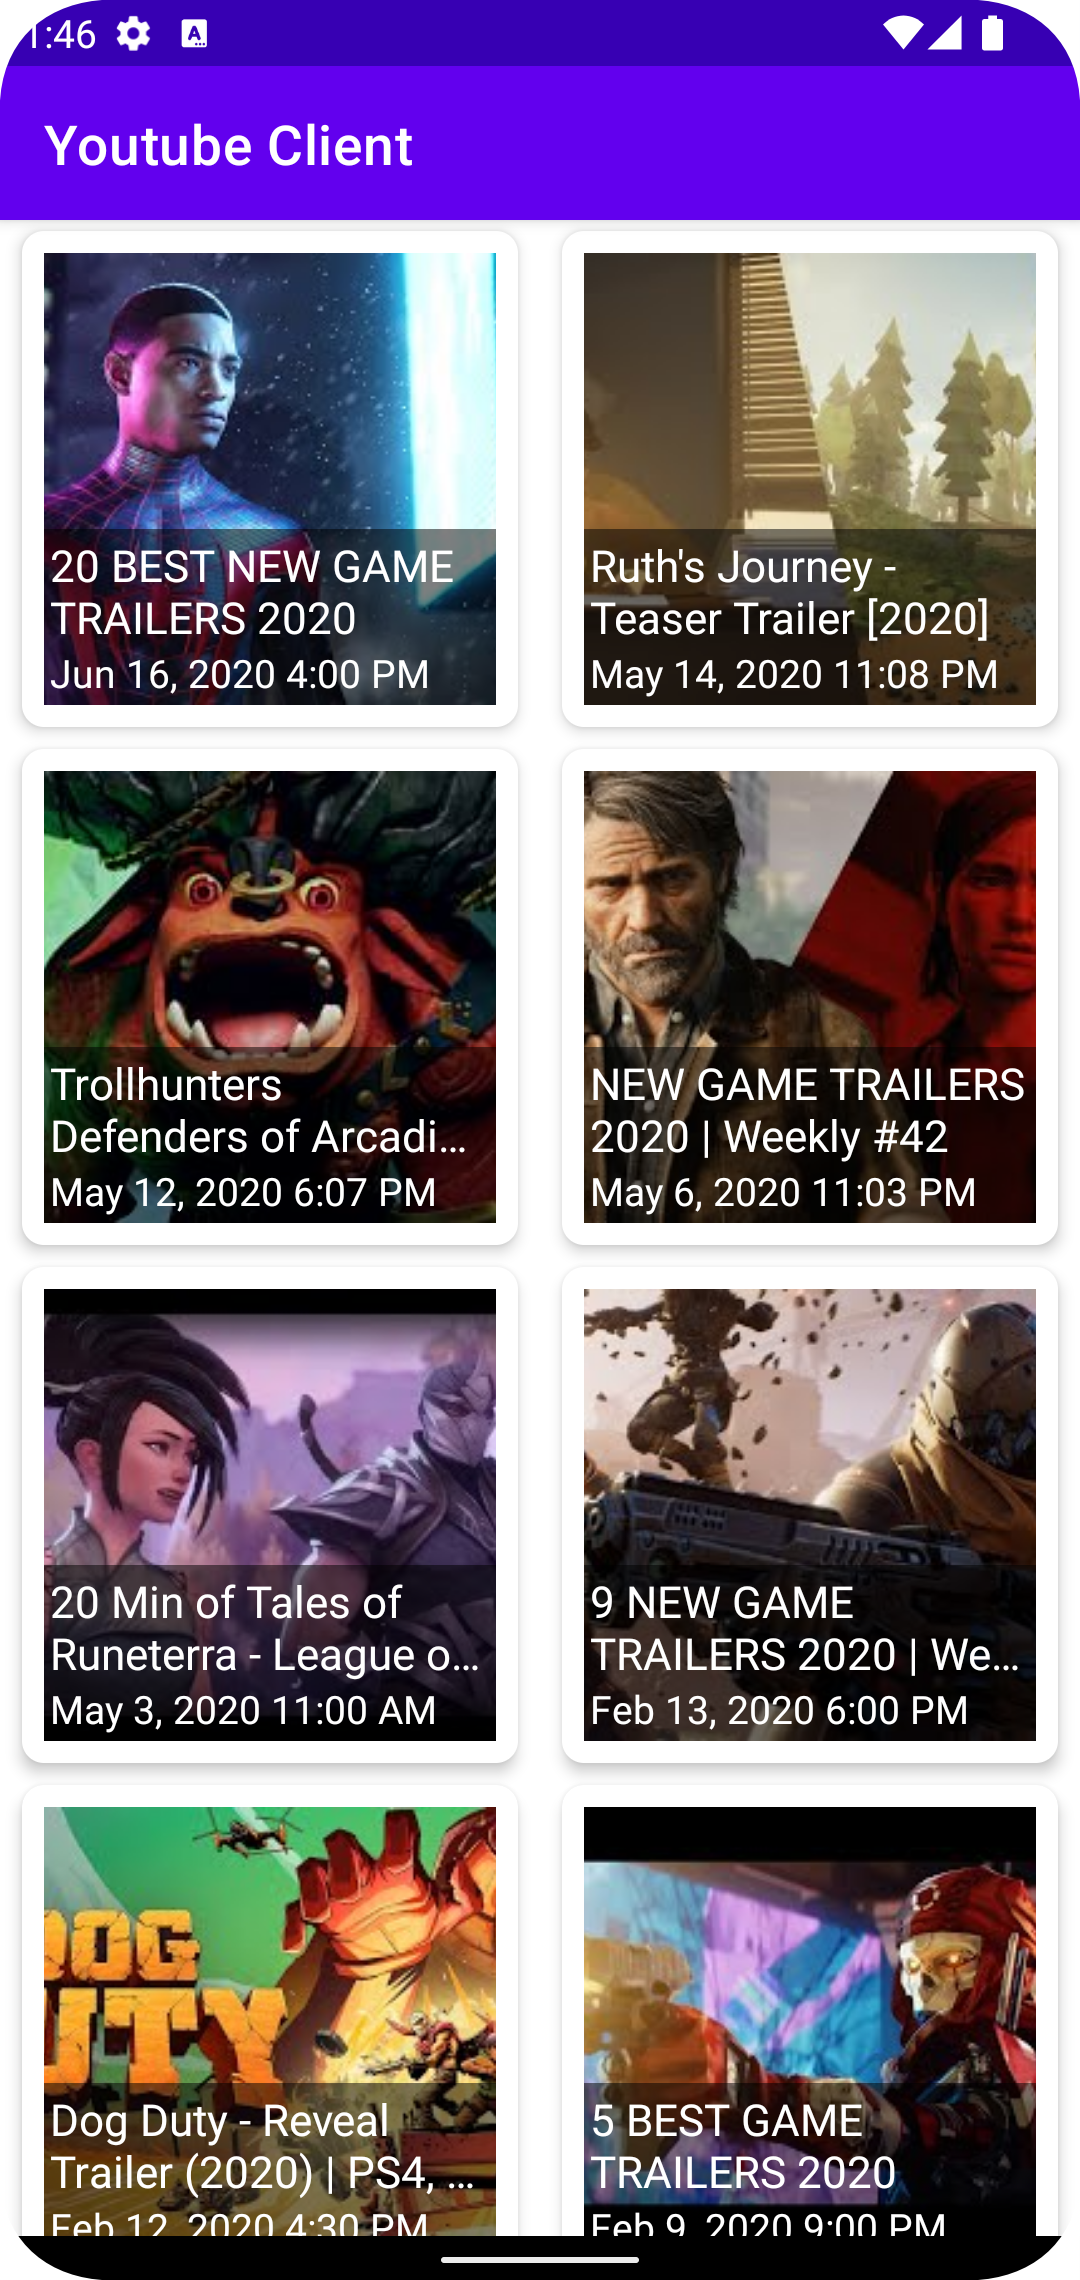 1:46
Youtube Client
20 BEST NEW GAME
TRAILERS 2020
Jun 16, 2020 4:00 PM
Ruth's Journey -
Teaser Trailer [2020]
May 14, 2020 11:08 PM
Trollhunters
Defenders of Arcadi...
May 12, 2020 6:07 PM
NEW GAME TRAILERS
2020 | Weekly #42
May 6, 2020 11:03 PM
20 Min of Tales of
Runeterra - League o...
May 3, 2020 11:00 AM
9 NEW GAME
TRAILERS 2020 | We...
Feb 13, 2020 6:00 PM
OG
UTY
Dog Duty - Reveal
Trailer (2020) | PS4, ...
Feb 12, 2020 4:30 PM
5 BEST GAME
TRAILERS 2020
Feb 9, 2020 9:00 PM